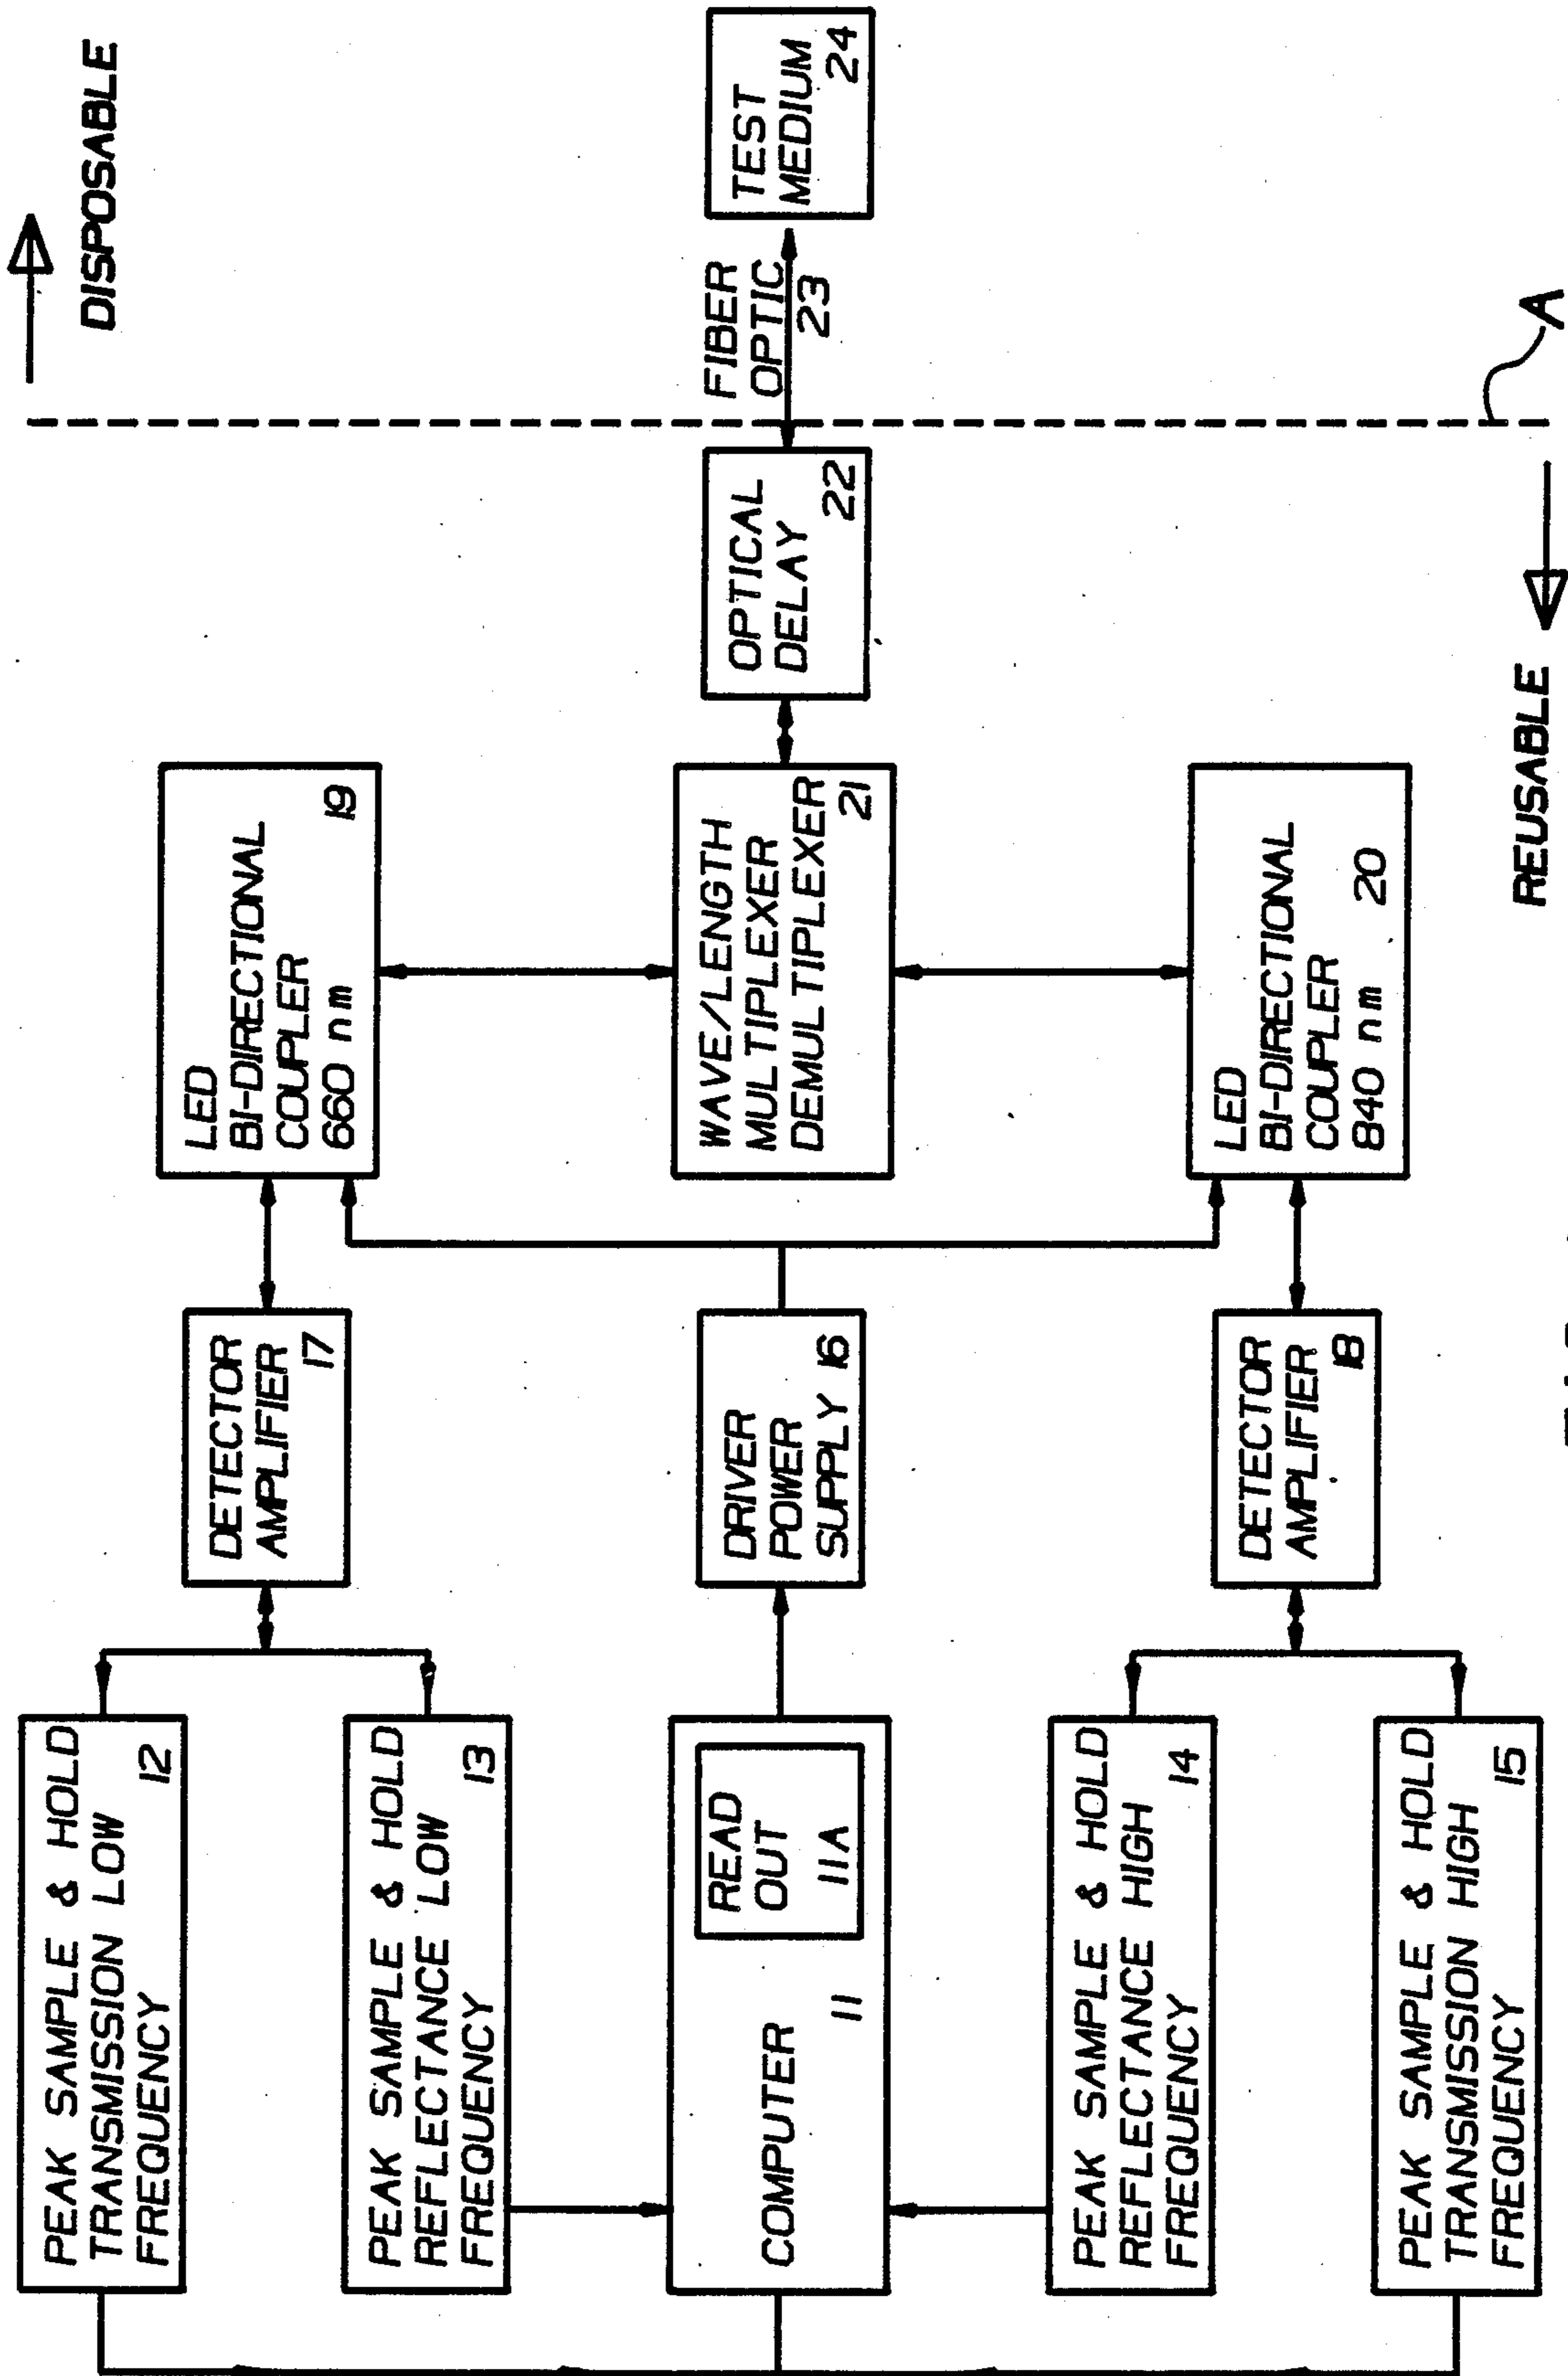 DISPOSABLE
PEAK SAMPLE & HOLD
TRANSMISSION LOW
FREQUENCY
12
PEAK SAMPLE & HOLD
REFLECTANCE LOW
FREQUENCY
13
COMPUTER
11
READ
OUT
11A
PEAK SAMPLE & HOLD
REFLECTANCE HIGH
FREQUENCY
14
PEAK SAMPLE & HOLD
TRANSMISSION HIGH
FREQUENCY
15
DETECTOR
AMPLIFIER
17
DRIVER
POWER
SUPPLY 16
DETECTOR
AMPLIFIER
18
LED
BI-DIRECTIONAL
COUPLER
660 nm
19
WAVE/LENGTH
MULTIPLEXER
DEMULTIPLEXER
21
LED
BI-DIRECTIONAL
COUPLER
840 nm 20
OPTICAL
DELAY
22
FIBER
OPTIC
23
TEST
MEDIUM
24
A
REUSABLE